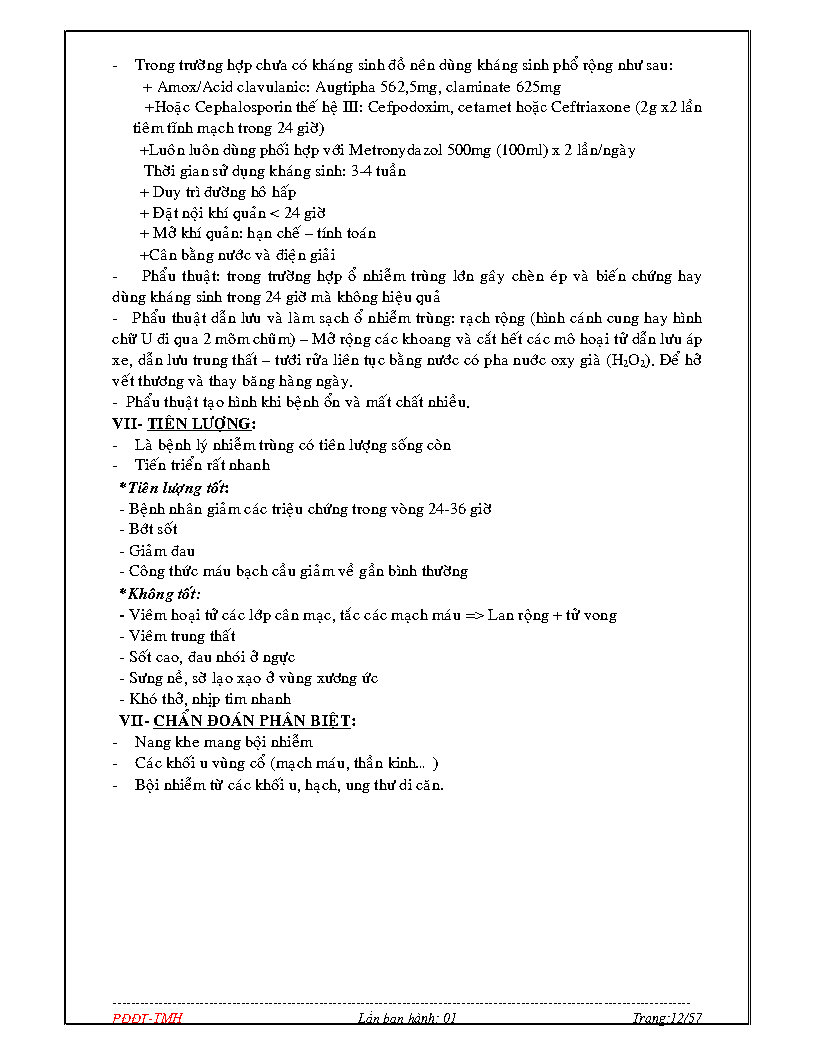 - Trong trường hợp chưa có kháng sinh đồ nên dùng kháng sinh phổ rộng như sau:
+ Amox/Acid clavulanic: Augtipha 562,5mg, claminate 625mg
+Hoặc Cephalosporin thế hệ III: Cefpodoxim, cetamet hoặc Ceftriaxone (2g x2 lần
tiêm tĩnh mạch trong 24 giờ)
+Luôn luôn dùng phối hợp với Metronydazol 500mg (100ml) x 2 lần/ngày
Thời gian sử dụng kháng sinh: 3-4 tuần
+ Duy trì đường hô hấp
+ Đặt nội khí quản < 24 giờ
+ Mở khí quản: hạn chế – tính toán
+Cân bằng nước và điện giải
- Phẩu thuật: trong trường hợp ổ nhiễm trùng lớn gây chèn ép và biến chứng hay
dùng kháng sinh trong 24 giờ mà không hiệu quả
- Phẩu thuật dẫn lưu và làm sạch ổ nhiễm trùng: rạch rộng (hình cánh cung hay hình
chữ U đi qua 2 mõm chũm) – Mở rộng các khoang và cắt hết các mô hoại tử dẫn lưu áp
xe, dẫn lưu trung thất – tưới rửa liên tục bằng nước có pha nuớc oxy già (H₂O₂). Để hở
vết thương và thay băng hàng ngày.
- Phẩu thuật tạo hình khi bệnh ổn và mất chất nhiều.
VII- TIÊN LƯỢNG:
- Là bệnh lý nhiễm trùng có tiên lượng sống còn
- Tiến triển rất nhanh
*Tiên lượng tốt:
- Bệnh nhân giảm các triệu chứng trong vòng 24-36 giờ
- Bớt sốt
- Giảm đau
- Công thức máu bạch cầu giảm về gần bình thường
*Không tốt:
- Viêm hoại tử các lớp cân mạc, tắc các mạch máu => Lan rộng + tử vong
- Viêm trung thất
- Sốt cao, đau nhói ở ngực
- Sưng nề, sờ lạo xạo ở vùng xương ức
- Khó thở, nhịp tim nhanh
VII- CHẨN ĐOÁN PHÂN BIỆT:
- Nang khe mang bội nhiễm
- Các khối u vùng cổ (mạch máu, thần kinh... )
- Bội nhiễm từ các khối u, hạch, ung thư di căn.
PĐĐT-TMH Lần ban hành: 01 Trang:12/57